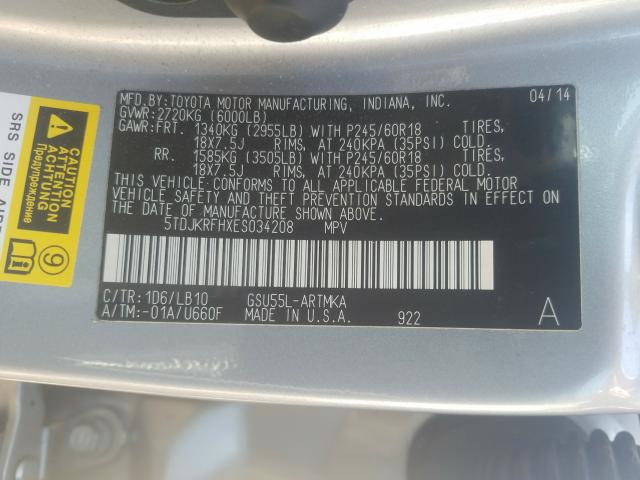 MFD.BY:TOYOTA MOTOR MANUFACTURING, INDIANA, INC. 04/14
GVWR:2720KG (6000LB)
GAWR:FRT. 1340KG (2955LB) WITH P245/60R18 TIRES,
18X7.5J RIMS, AT 240KPA (35PSI) COLD.
RR. 1585KG (3505LB) WITH P245/60R18 TIRES,
18X7.5J RIMS, AT 240KPA (35PSI) COLD.
THIS VEHICLE CONFORMS TO ALL APPLICABLE FEDERAL MOTOR
VEHICLE SAFETY AND THEFT PREVENTION STANDARDS IN EFFECT ON
THE DATE OF MANUFACTURE SHOWN ABOVE.
5TDJKRFHXES034208 MPV
C/TR:1D6/LB10 GSU55L-ARTMKA
A/TM:-01A/U660F MADE IN U.S.A. 922 A
SRS SIDE AIRB
CAUTION
ATTENTION
ACHTUNG
Предупреждение
9